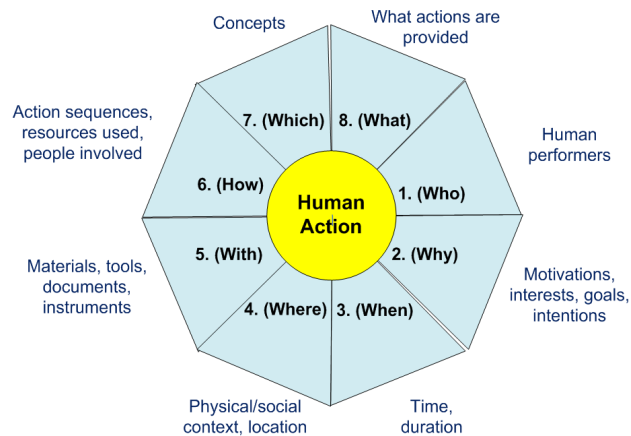 Concepts
What actions are
provided
7. (Which)
8. (What)
Action sequences,
resources used,
people involved
Human
performers
6. (How)
1. (Who)
Human
Action
5. (With)
2. (Why)
Materials, tools,
documents,
instruments
Motivations,
interests, goals,
intentions
4. (Where)
3. (When)
Physical/social
context, location
Time,
duration